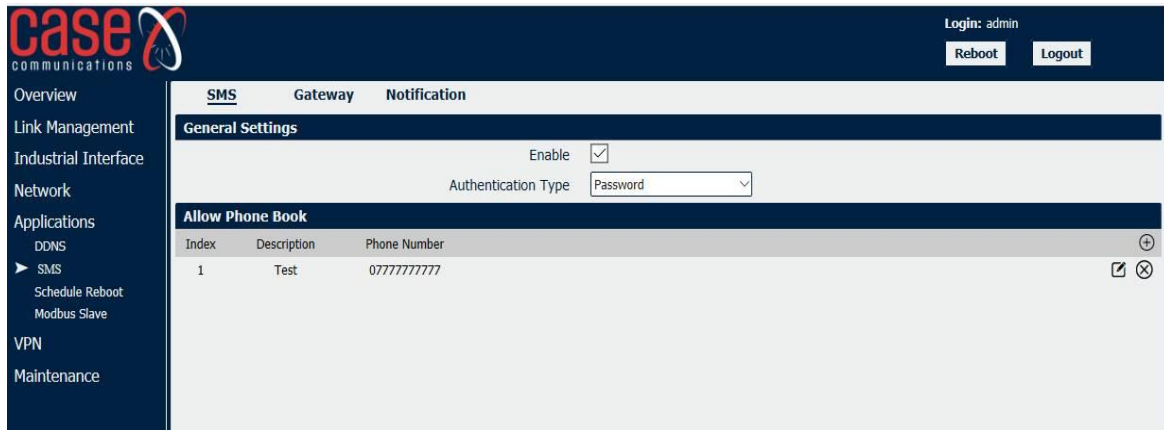 case
communications
Login: admin
Reboot Logout
Overview
Link Management
Industrial Interface
Network
Applications
DDNS
SMS
Schedule Reboot
Modbus Slave
VPN
Maintenance
SMS Gateway Notification
General Settings
Enable
Authentication Type Password
Allow Phone Book
Index Description Phone Number
1 Test 07777777777